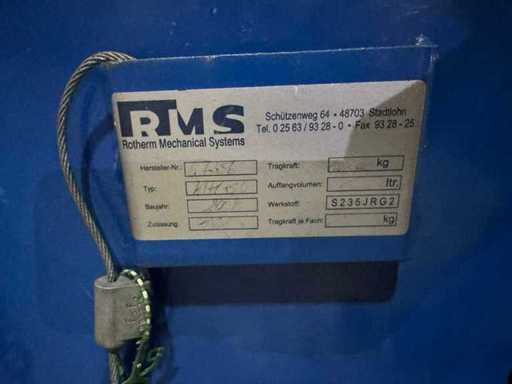 RMS
Rotherm Mechanical Systems
Schützenweg 64 • 48703 Stadtlohn
Tel. 0 25 63 / 93 28 - 0 • Fax 93 28 - 25
Hersteller-Nr. Tragkraft: kg
Typ: Auffangvolumen: ltr.
Baujahr: Werkstoff: S235JRG2
Zulassung: Tragkraft je Fach: kg